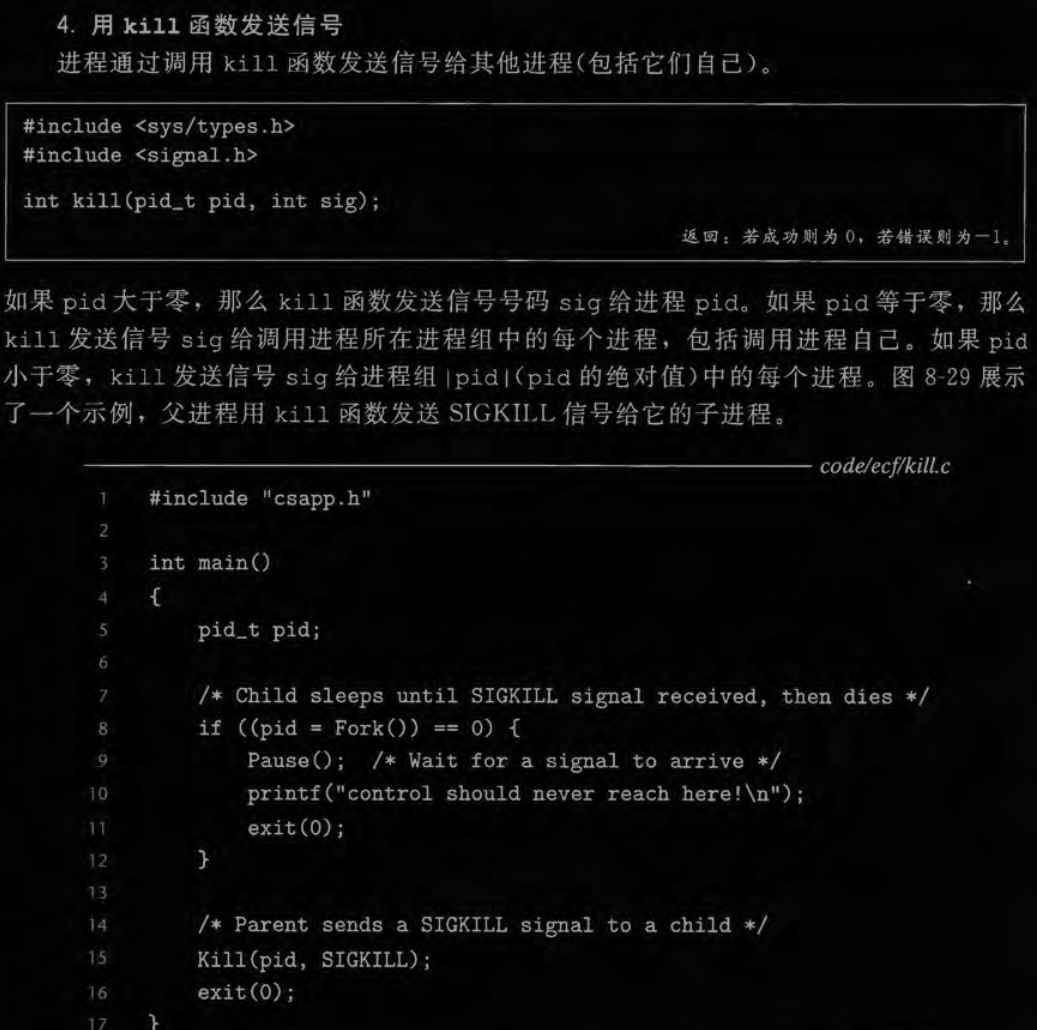 4. 用 kill 函数发送信号
进程通过调用 kill 函数发送信号给其他进程(包括它们自己)。
#include <sys/types.h>
#include <signal.h>
int kill(pid_t pid, int sig);
返回：若成功则为 0，若错误则为－1。
如果 pid 大于零，那么 kill 函数发送信号号码 sig 给进程 pid。如果 pid 等于零，那么
kill 发送信号 sig 给调用进程所在进程组中的每个进程，包括调用进程自己。如果 pid
小于零，kill 发送信号 sig 给进程组|pid|(pid 的绝对值)中的每个进程。图 8-29 展示
了一个示例，父进程用 kill 函数发送 SIGKILL 信号给它的子进程。
code/ecf/kill.c
1 #include "csapp.h"
2
3 int main()
4 {
5 pid_t pid;
6
7 /* Child sleeps until SIGKILL signal received, then dies */
8 if ((pid = Fork()) == 0) {
9 Pause(); /* Wait for a signal to arrive */
10 printf("control should never reach here!\n");
11 exit(0);
12 }
13
14 /* Parent sends a SIGKILL signal to a child */
15 Kill(pid, SIGKILL);
16 exit(0);
17 }